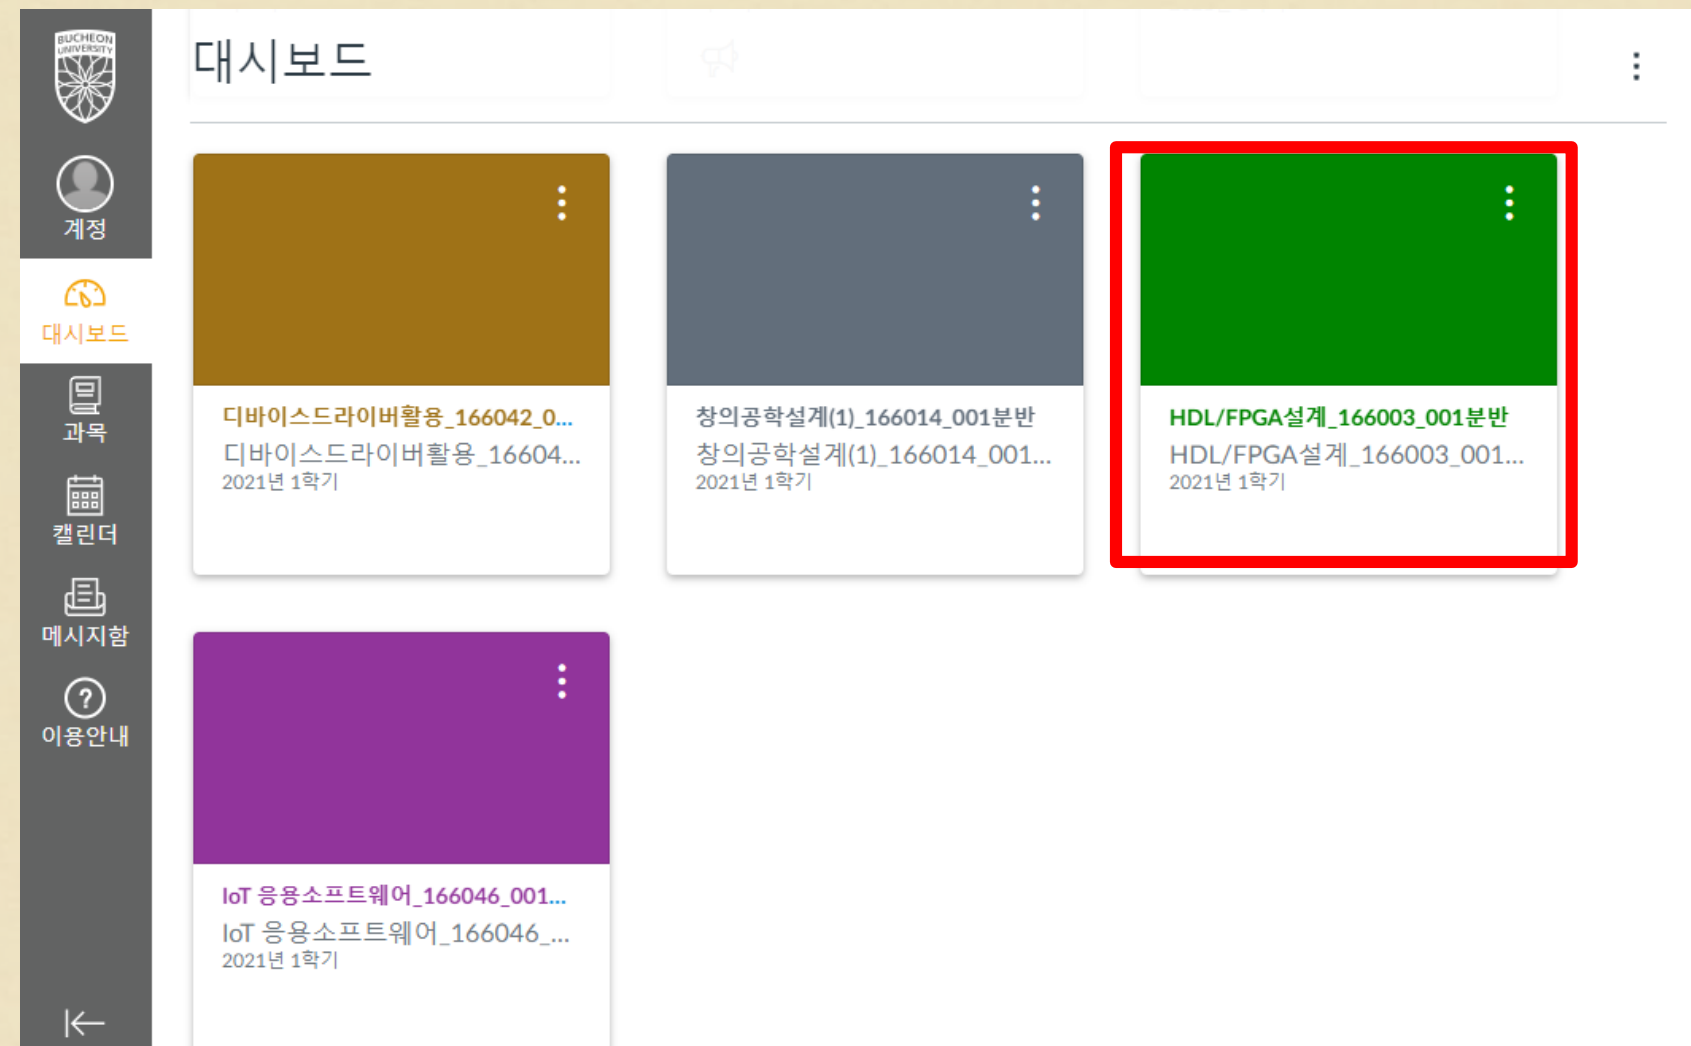 BUCHEON
UNIVERSITY
계정
대시보드
과목
캘린더
메시지함
이용안내
대시보드
디바이스드라이버활용_166042_0...
디바이스드라이버활용_16604...
2021년 1학기
창의공학설계(1)_166014_001분반
창의공학설계(1)_166014_001...
2021년 1학기
HDL/FPGA설계_166003_001분반
HDL/FPGA설계_166003_001...
2021년 1학기
IoT 응용소프트웨어_166046_001...
IoT 응용소프트웨어_166046_...
2021년 1학기